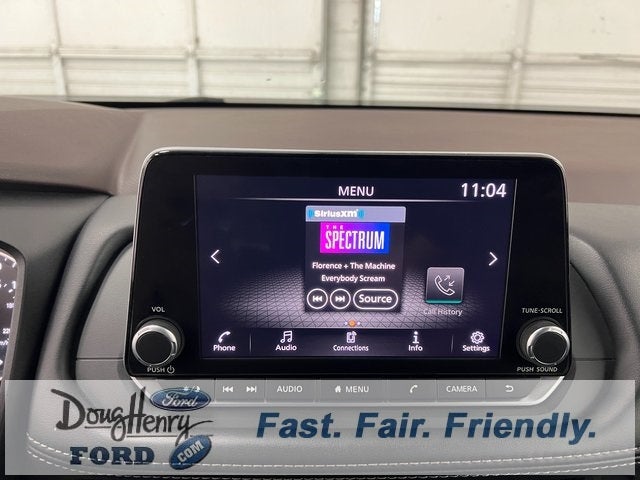 MENU
11:04
SiriusXM
THE
SPECTRUM
Florence + The Machine
Everybody Scream
Source
Call History
VOL
TUNE·SCROLL
Phone
Audio
Connections
Info
Settings
PUSH
PUSH SOUND
AUDIO
MENU
CAMERA
Doug Henry
Ford
FORD
.COM
Fast. Fair. Friendly.